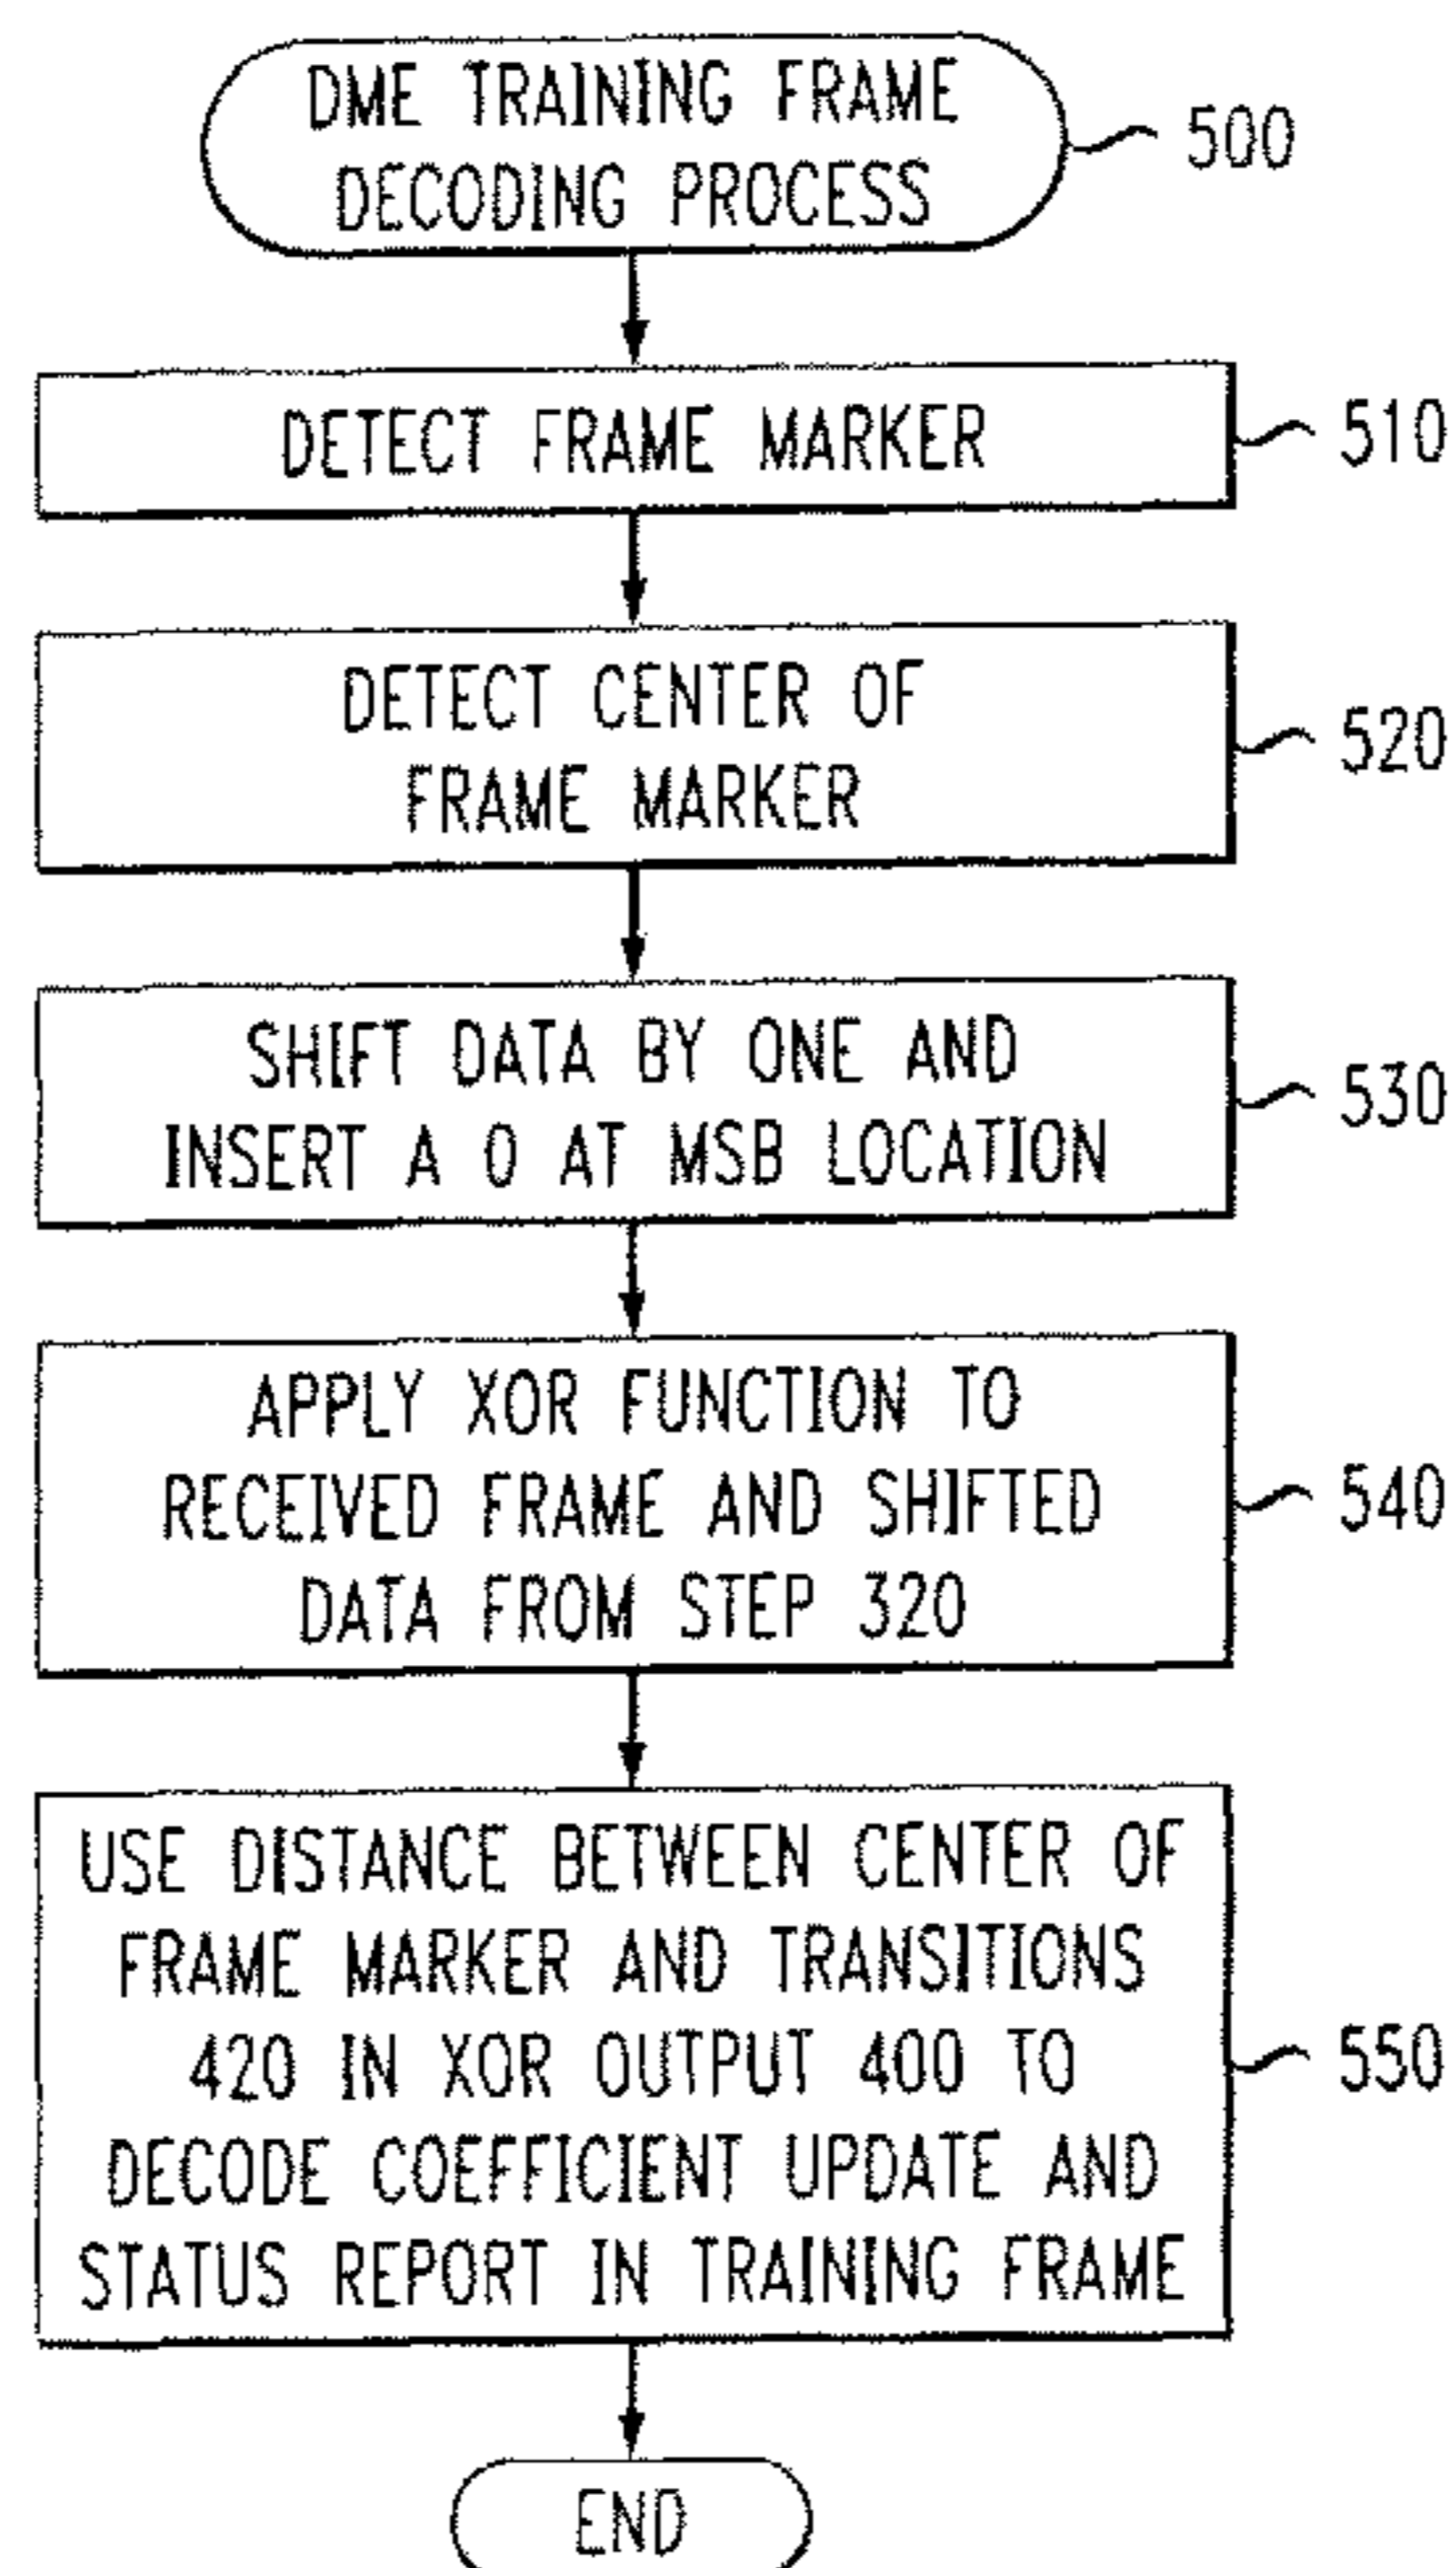 DME TRAINING FRAME
DECODING PROCESS
500
DETECT FRAME MARKER
510
DETECT CENTER OF
FRAME MARKER
520
SHIFT DATA BY ONE AND
INSERT A 0 AT MSB LOCATION
530
APPLY XOR FUNCTION TO
RECEIVED FRAME AND SHIFTED
DATA FROM STEP 320
540
USE DISTANCE BETWEEN CENTER OF
FRAME MARKER AND TRANSITIONS
420 IN XOR OUTPUT 400 TO
DECODE COEFFICIENT UPDATE AND
STATUS REPORT IN TRAINING FRAME
550
END